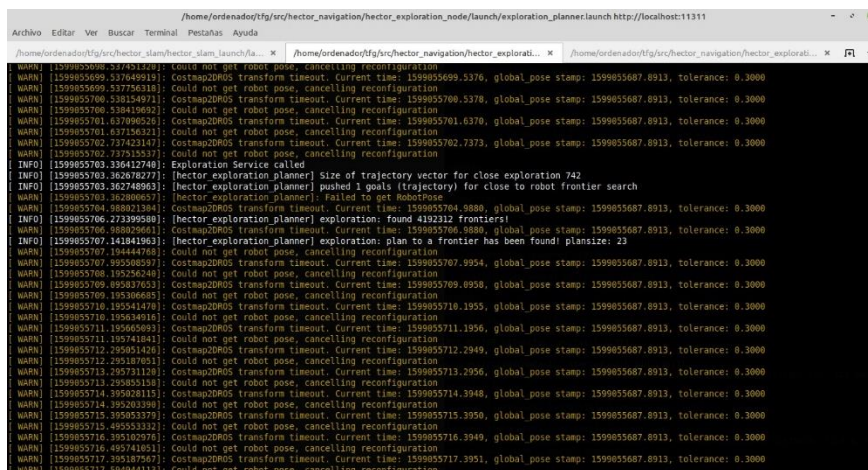 /home/ordenador/tfg/src/hector_navigation/hector_exploration_node/launch/exploration_planner.launch http://localhost:11311
Archivo Editar Ver Buscar Terminal Pestañas Ayuda
/home/ordenador/tfg/src/hector_slam/hector_slam_launch/la... × /home/ordenador/tfg/src/hector_navigation/hector_explorati... × /home/ordenador/tfg/src/hector_navigation/hector_explorati... ×
[ WARN] [1599055698.537451320]: Could not get robot pose, cancelling reconfiguration
[ WARN] [1599055699.537649919]: Costmap2DROS transform timeout. Current time: 1599055699.5376, global_pose stamp: 1599055687.8913, tolerance: 0.3000
[ WARN] [1599055699.537756318]: Could not get robot pose, cancelling reconfiguration
[ WARN] [1599055700.538154971]: Costmap2DROS transform timeout. Current time: 1599055700.5378, global_pose stamp: 1599055687.8913, tolerance: 0.3000
[ WARN] [1599055700.538419692]: Could not get robot pose, cancelling reconfiguration
[ WARN] [1599055701.637090526]: Costmap2DROS transform timeout. Current time: 1599055701.6370, global_pose stamp: 1599055687.8913, tolerance: 0.3000
[ WARN] [1599055701.637156321]: Could not get robot pose, cancelling reconfiguration
[ WARN] [1599055702.737423147]: Costmap2DROS transform timeout. Current time: 1599055702.7373, global_pose stamp: 1599055687.8913, tolerance: 0.3000
[ WARN] [1599055702.737515537]: Could not get robot pose, cancelling reconfiguration
[ INFO] [1599055703.336412740]: Exploration Service called
[ INFO] [1599055703.362678277]: [hector_exploration_planner] Size of trajectory vector for close exploration 742
[ INFO] [1599055703.362748963]: [hector_exploration_planner] pushed 1 goals (trajectory) for close to robot frontier search
[ WARN] [1599055703.362800657]: [hector_exploration_planner]: Failed to get RobotPose
[ WARN] [1599055704.988021304]: Costmap2DROS transform timeout. Current time: 1599055704.9880, global_pose stamp: 1599055687.8913, tolerance: 0.3000
[ INFO] [1599055706.273399580]: [hector_exploration_planner] exploration: found 4192312 frontiers!
[ WARN] [1599055706.988029661]: Costmap2DROS transform timeout. Current time: 1599055706.9880, global_pose stamp: 1599055687.8913, tolerance: 0.3000
[ INFO] [1599055707.141841963]: [hector_exploration_planner] exploration: plan to a frontier has been found! plansize: 23
[ WARN] [1599055707.194444768]: Could not get robot pose, cancelling reconfiguration
[ WARN] [1599055707.995508597]: Costmap2DROS transform timeout. Current time: 1599055707.9954, global_pose stamp: 1599055687.8913, tolerance: 0.3000
[ WARN] [1599055708.195256240]: Could not get robot pose, cancelling reconfiguration
[ WARN] [1599055709.095837653]: Costmap2DROS transform timeout. Current time: 1599055709.0958, global_pose stamp: 1599055687.8913, tolerance: 0.3000
[ WARN] [1599055709.195306685]: Could not get robot pose, cancelling reconfiguration
[ WARN] [1599055710.195541470]: Costmap2DROS transform timeout. Current time: 1599055710.1955, global_pose stamp: 1599055687.8913, tolerance: 0.3000
[ WARN] [1599055710.195634916]: Could not get robot pose, cancelling reconfiguration
[ WARN] [1599055711.195665093]: Costmap2DROS transform timeout. Current time: 1599055711.1956, global_pose stamp: 1599055687.8913, tolerance: 0.3000
[ WARN] [1599055711.195741841]: Could not get robot pose, cancelling reconfiguration
[ WARN] [1599055712.295051426]: Costmap2DROS transform timeout. Current time: 1599055712.2949, global_pose stamp: 1599055687.8913, tolerance: 0.3000
[ WARN] [1599055712.295187051]: Could not get robot pose, cancelling reconfiguration
[ WARN] [1599055713.295731120]: Costmap2DROS transform timeout. Current time: 1599055713.2956, global_pose stamp: 1599055687.8913, tolerance: 0.3000
[ WARN] [1599055713.295855158]: Could not get robot pose, cancelling reconfiguration
[ WARN] [1599055714.395028115]: Costmap2DROS transform timeout. Current time: 1599055714.3948, global_pose stamp: 1599055687.8913, tolerance: 0.3000
[ WARN] [1599055714.395203390]: Could not get robot pose, cancelling reconfiguration
[ WARN] [1599055715.395053379]: Costmap2DROS transform timeout. Current time: 1599055715.3950, global_pose stamp: 1599055687.8913, tolerance: 0.3000
[ WARN] [1599055715.495553332]: Could not get robot pose, cancelling reconfiguration
[ WARN] [1599055716.395102976]: Costmap2DROS transform timeout. Current time: 1599055716.3949, global_pose stamp: 1599055687.8913, tolerance: 0.3000
[ WARN] [1599055716.495741051]: Could not get robot pose, cancelling reconfiguration
[ WARN] [1599055717.395187567]: Costmap2DROS transform timeout. Current time: 1599055717.3951, global_pose stamp: 1599055687.8913, tolerance: 0.3000